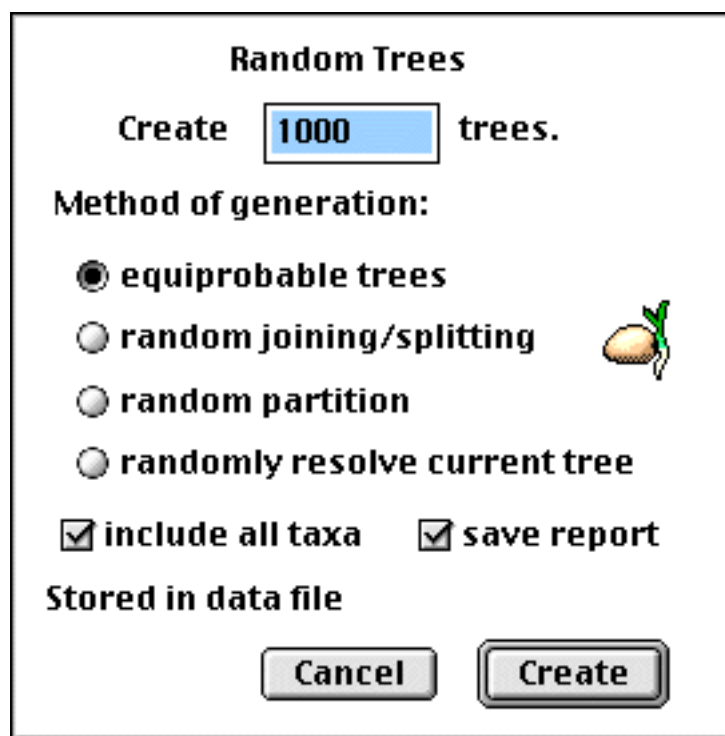 Random Trees
Create 1000 trees.
Method of generation:
equiprobable trees
random joining/splitting
random partition
randomly resolve current tree
include all taxa save report
Stored in data file
Cancel Create